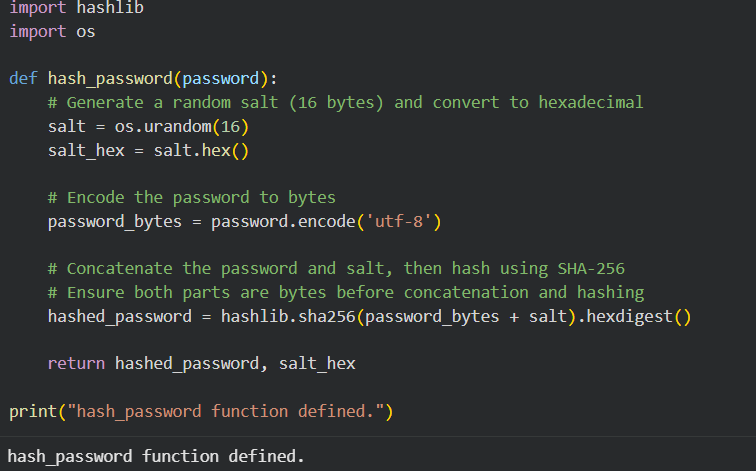 import hashlib
import os
def hash_password(password):
    # Generate a random salt (16 bytes) and convert to hexadecimal
    salt = os.urandom(16)
    salt_hex = salt.hex()
    # Encode the password to bytes
    password_bytes = password.encode('utf-8')
    # Concatenate the password and salt, then hash using SHA-256
    # Ensure both parts are bytes before concatenation and hashing
    hashed_password = hashlib.sha256(password_bytes + salt).hexdigest()
    return hashed_password, salt_hex
print("hash_password function defined.")
hash_password function defined.